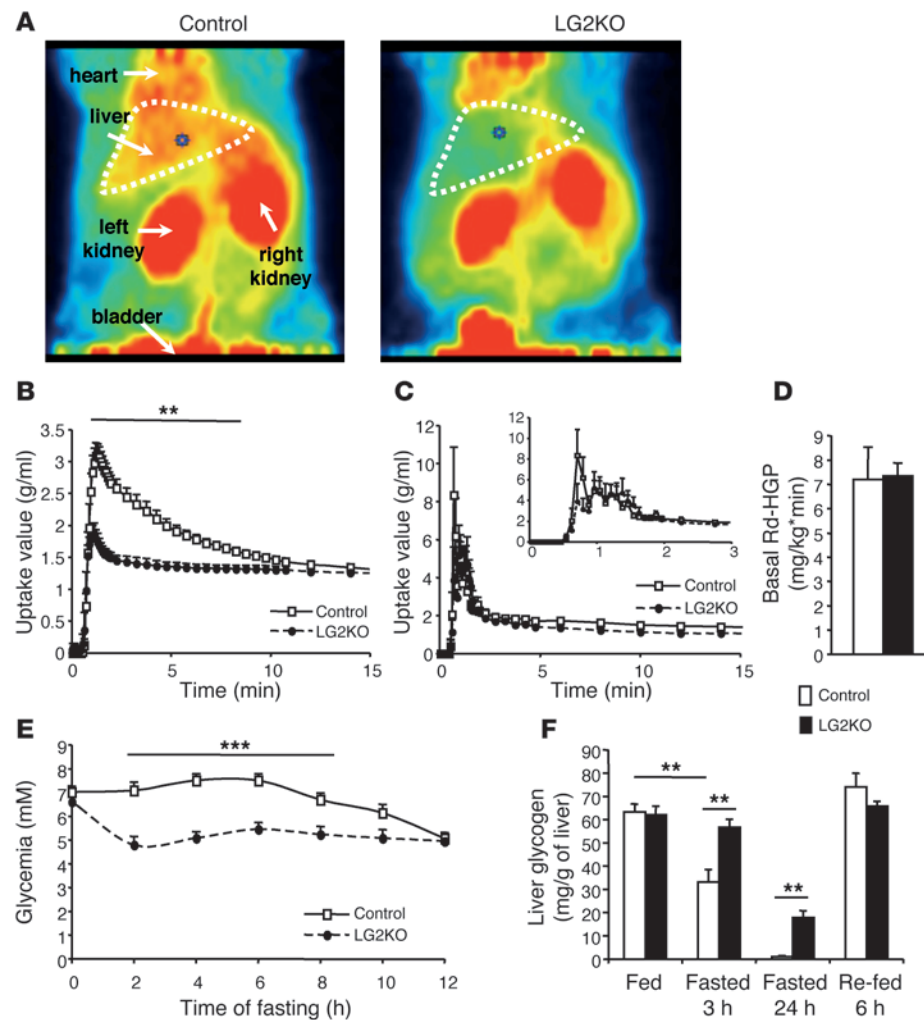 A
Control
LG2KO
heart
liver
left
kidney
right
kidney
bladder
B
**
Uptake value (g/ml)
3.5
3
2.5
2
1.5
1
0.5
0
0
5
10
15
Time (min)
Control
LG2KO
C
Uptake value (g/ml)
12
10
8
6
4
2
0
0
5
10
15
Time (min)
12
10
8
6
4
2
0
0
1
2
3
Control
LG2KO
D
Basal Rd-HGP
(mg/kg*min)
9
8
7
6
5
4
3
2
1
0
Control
LG2KO
E
***
Glycemia (mM)
9
8
7
6
5
4
3
2
1
0
0
2
4
6
8
10
12
Time of fasting (h)
Control
LG2KO
F
Liver glycogen
(mg/g of liver)
90
80
70
60
50
40
30
20
10
0
**
**
**
Fed
Fasted
3 h
Fasted
24 h
Re-fed
6 h